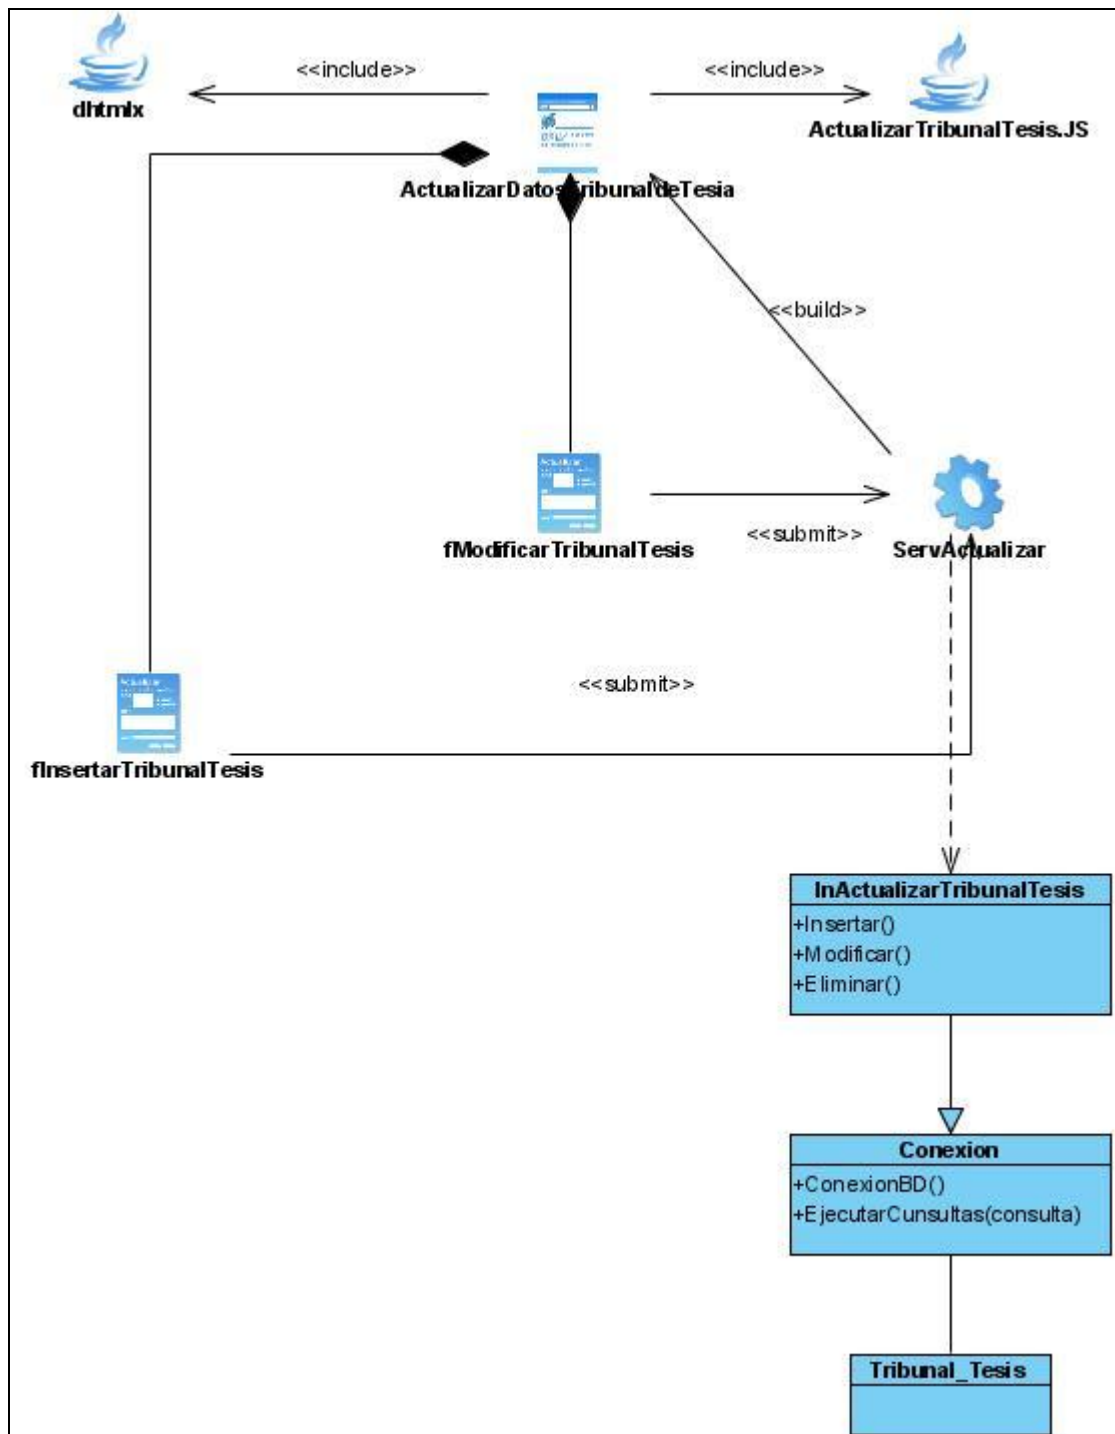 <<include>>
<<include>>
dhtmlx
ActualizarTribunalTesis.JS
ActualizarDatosTribunaldeTesia
<<build>>
fModificarTribunalTesis
<<submit>>
ServActualizar
<<submit>>
fInsertarTribunalTesis
InActualizarTribunalTesis
+Insertar()
+Modificar()
+Eliminar()
Conexion
+ConexionBD()
+EjecutarCunsultas(consulta)
Tribunal_Tesis